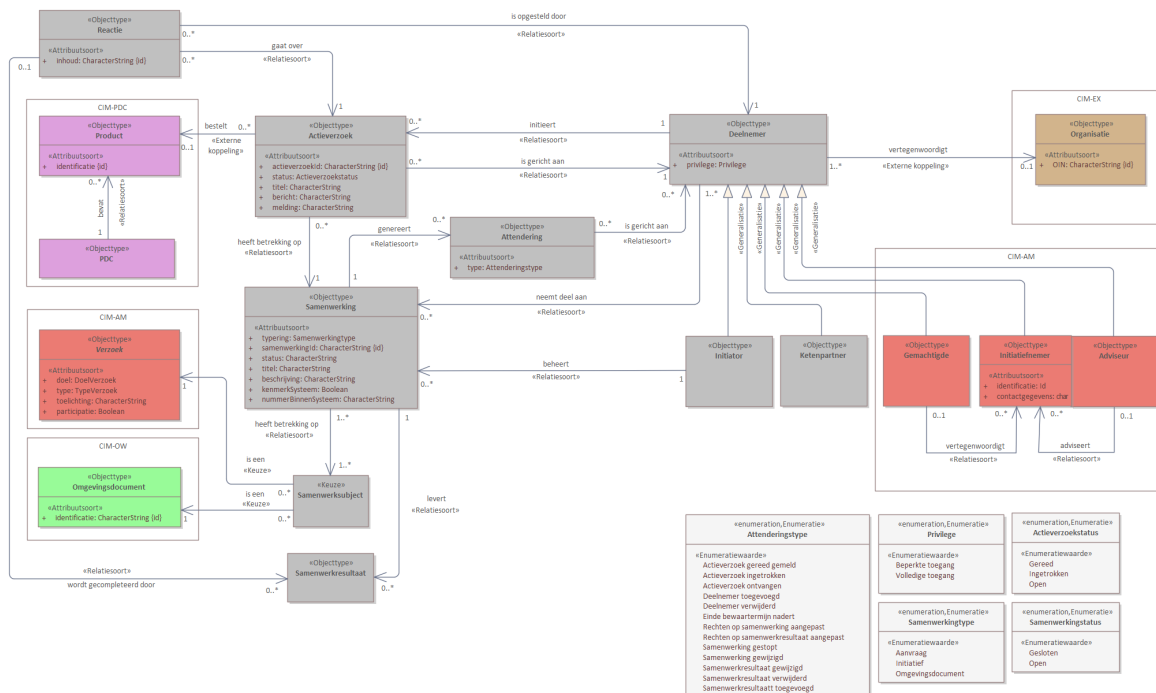 «Objecttype»
Reactie
«Attribuutsoort»
+ inhoud: CharacterString {id}
0..1
0..*
is opgesteld door
«Relatiesoort»
0..*
gaat over
«Relatiesoort»
1
1
CIM-PDC
«Objecttype»
Product
«Attribuutsoort»
+ identificatie {id}
0..*
bevat
«Relatiesoort»
1
«Objecttype»
PDC
0..1
bestelt
«Externe
koppeling»
0..*
«Objecttype»
Actieverzoek
«Attribuutsoort»
+ actieverzoekid: CharacterString {id}
+ status: Actieverzoekstatus
+ titel: CharacterString
+ bericht: CharacterString
+ melding: CharacterString
0..*
initieert
«Relatiesoort»
1
0..*
is gericht aan
«Relatiesoort»
1
«Objecttype»
Deelnemer
«Attribuutsoort»
+ privilege: Privilege
1..*
vertegenwoordigt
«Externe koppeling»
0..1
CIM-EX
«Objecttype»
Organisatie
«Attribuutsoort»
+ OIN: CharacterString {id}
0..*
heeft betrekking op
«Relatiesoort»
1
genereert
«Relatiesoort»
1
0..*
«Objecttype»
Attendering
«Attribuutsoort»
+ type: Attenderingstype
0..*
is gericht aan
«Relatiesoort»
0..*
1..*
«Generalisatie»
«Generalisatie»
«Generalisatie»
«Generalisatie»
«Generalisatie»
«Objecttype»
Samenwerking
«Attribuutsoort»
+ typering: Samenwerkingtype
+ samenwerkingId: CharacterString {id}
+ status: CharacterString
+ titel: CharacterString
+ beschrijving: CharacterString
+ kenmerkSysteem: Boolean
+ nummerBinnenSysteem: CharacterString
neemt deel aan
«Relatiesoort»
0..*
beheert
«Relatiesoort»
0..*
1
«Objecttype»
Initiator
«Objecttype»
Ketenpartner
CIM-AM
«Objecttype»
Gemachtigde
«Objecttype»
Initiatiefnemer
«Attribuutsoort»
+ identificatie: id
+ contactgegevens: char
«Objecttype»
Adviseur
0..1
0..*
0..*
0..1
vertegenwoordigt
«Relatiesoort»
adviseert
«Relatiesoort»
CIM-AM
«Objecttype»
Verzoek
«Attribuutsoort»
+ doel: DoelVerzoek
+ type: TypeVerzoek
+ toelichting: CharacterString
+ participatie: Boolean
1
CIM-OW
«Objecttype»
Omgevingsdocument
«Attribuutsoort»
+ identificatie: CharacterString {id}
1
1..*
heeft betrekking op
«Relatiesoort»
1..*
1
is een
«Keuze»
0..*
is een
«Keuze»
0..*
«Keuze»
Samenwerksubject
levert
«Relatiesoort»
«Objecttype»
Samenwerkresultaat
0..*
«Relatiesoort»
wordt gecompleteerd door
0..*
«enumeration,Enumeratie»
Attenderingstype
«Enumeratiewaarde»
Actieverzoek gereed gemeld
Actieverzoek ingetrokken
Actieverzoek ontvangen
Deelnemer toegevoegd
Deelnemer verwijderd
Einde bewaartermijn nadert
Rechten op samenwerking aangepast
Rechten op samenwerkresultaat aangepast
Samenwerking gestopt
Samenwerking gewijzigd
Samenwerkresultaat gewijzigd
Samenwerkresultaat verwijderd
Samenwerkresultaatt toegevoegd
«enumeration,Enumeratie»
Privilege
«Enumeratiewaarde»
Beperkte toegang
Volledige toegang
«enumeration,Enumeratie»
Actieverzoekstatus
«Enumeratiewaarde»
Gereed
Ingetrokken
Open
«enumeration,Enumeratie»
Samenwerkingtype
«Enumeratiewaarde»
Aanvraag
Initiatief
Omgevingsdocument
«enumeration,Enumeratie»
Samenwerkingstatus
«Enumeratiewaarde»
Gesloten
Open